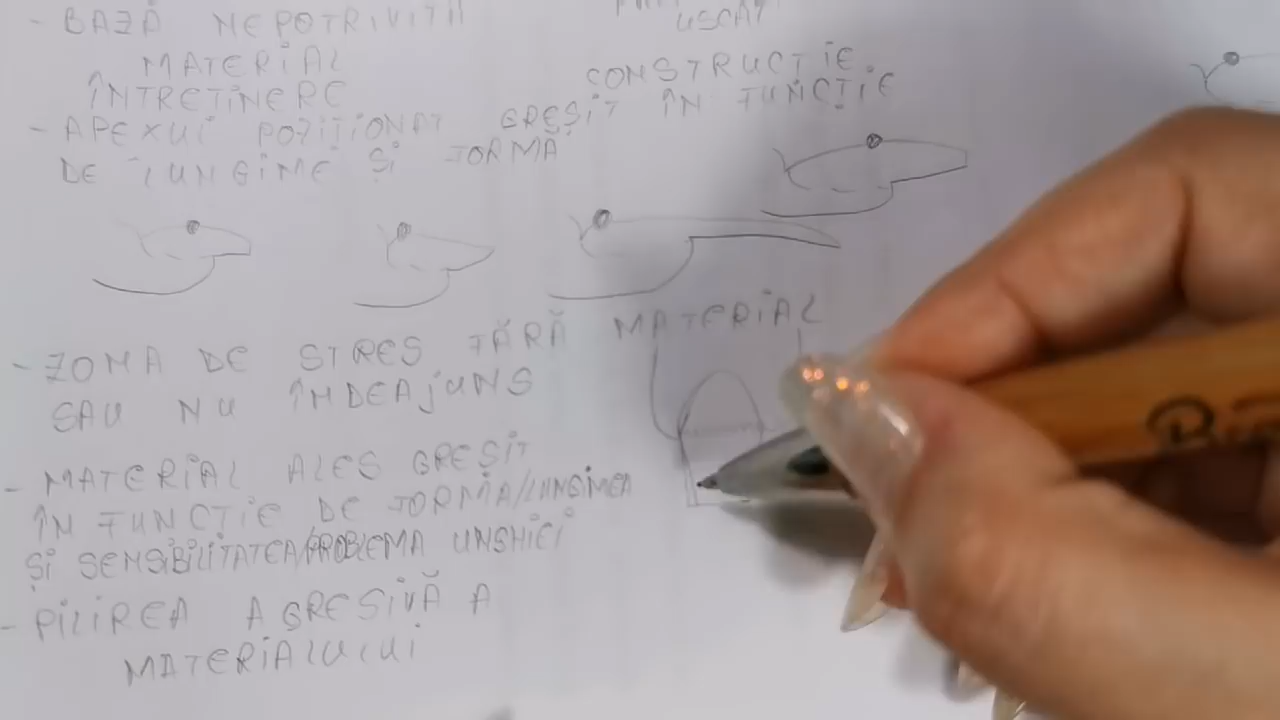 - BAZĂ NEPOTRIVITĂ
MATERIAL
ÎNTREȚINERE
USCAT
CONSTRUCȚIE
- APEXUL POZIȚIONAT GREȘIT ÎN FUNCȚIE
DE LUNGIME ȘI FORMĂ
- ZONA DE STRES FĂRĂ MATERIAL
SAU NU ÎNDEAJUNS
- MATERIAL ALES GREȘIT
ÎN FUNCȚIE DE FORMA/LUNGIMEA
ȘI SENSIBILITATEA/PROBLEMA UNGHIEI
- PILIREA AGRESIVĂ A
MATERIALULUI